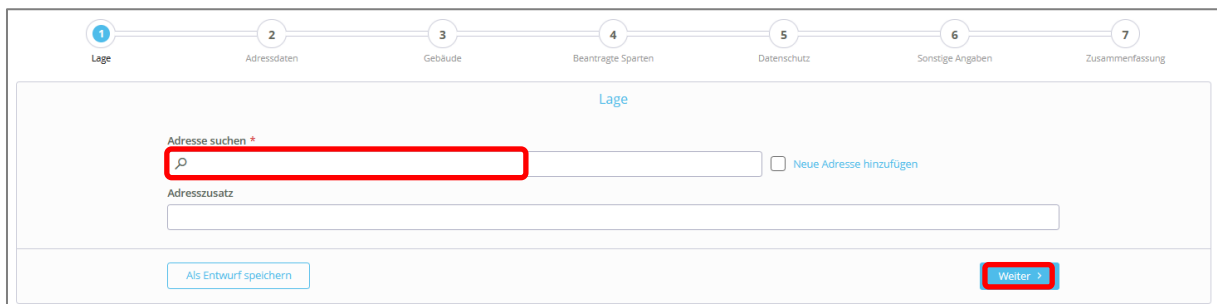 1 2 3 4 5 6 7
Lage Adressdaten Gebäude Beantragte Sparten Datenschutz Sonstige Angaben Zusammenfassung
Lage
Adresse suchen *
Neue Adresse hinzufügen
Adresszusatz
Als Entwurf speichern Weiter >